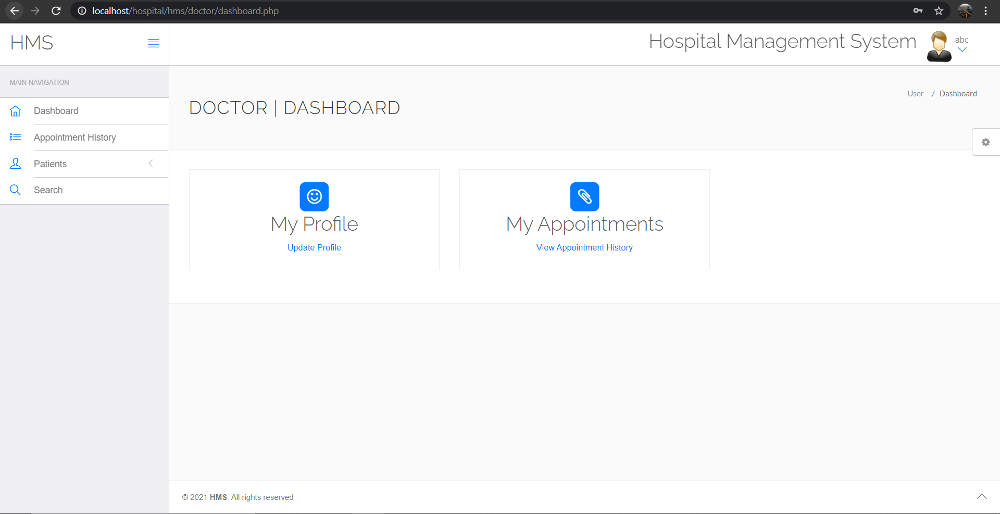 localhost/hospital/hms/doctor/dashboard.php
HMS
Hospital Management System
abc
MAIN NAVIGATION
Dashboard
Appointment History
Patients
Search
DOCTOR | DASHBOARD
User / Dashboard
My Profile
Update Profile
My Appointments
View Appointment History
© 2021 HMS. All rights reserved